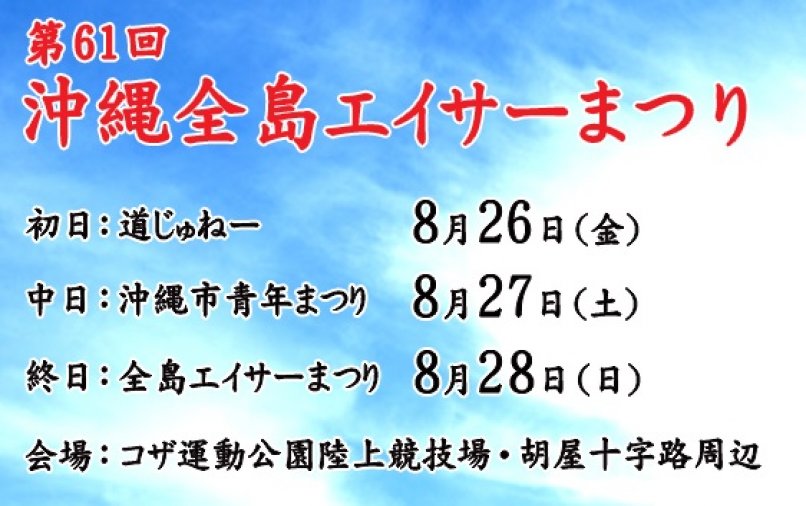 第61回
沖縄全島エイサーまつり
初日：道じゅねー　8月26日（金）
中日：沖縄市青年まつり　8月27日（土）
終日：全島エイサーまつり　8月28日（日）
会場：コザ運動公園陸上競技場・胡屋十字路周辺